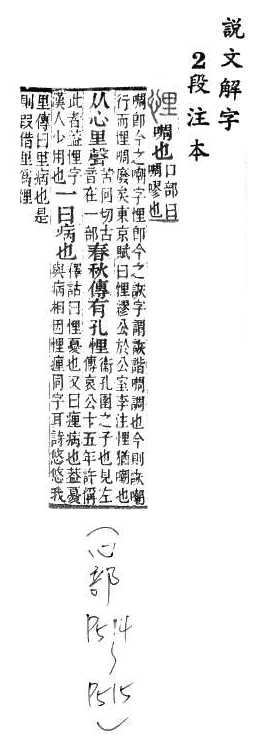 說文解字
2段注本
悝
啁也
口部曰
啁嘐也
啁即今之嘲字悝即今之詼字謂詼諧啁調也今則詼嘲
行而悝啁廢矣東京賦曰悝繆公於公室李注悝猶嘲也
从心里聲
苦回切古
音在一部
春秋傳有孔悝
衛孔圉之子也見左
傳哀公十五年許偁
此者葢悝字
漢人少用也
一曰病也
釋詁曰悝憂也又曰㾖病也葢憂
與病相因悝㾖同字耳詩悠悠我
里傳曰里病也是
則叚借里爲悝
(心部
P514
~
P515)